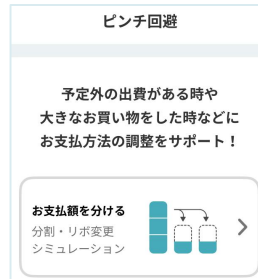 ピンチ回避
予定外の出費がある時や
大きなお買い物をした時などに
お支払方法の調整をサポート！
お支払額を分ける
分割・リボ変更
シミュレーション